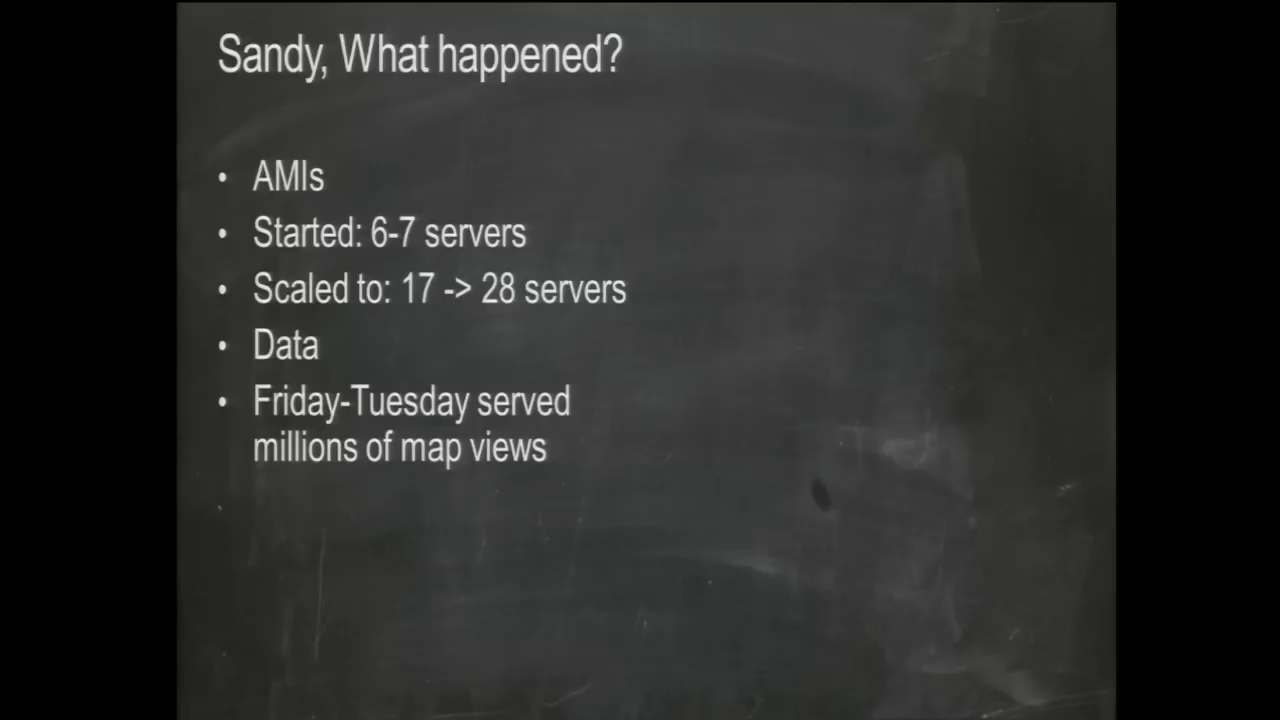 Sandy, What happened?
• AMIs
• Started: 6-7 servers
• Scaled to: 17 -> 28 servers
• Data
• Friday-Tuesday served
millions of map views